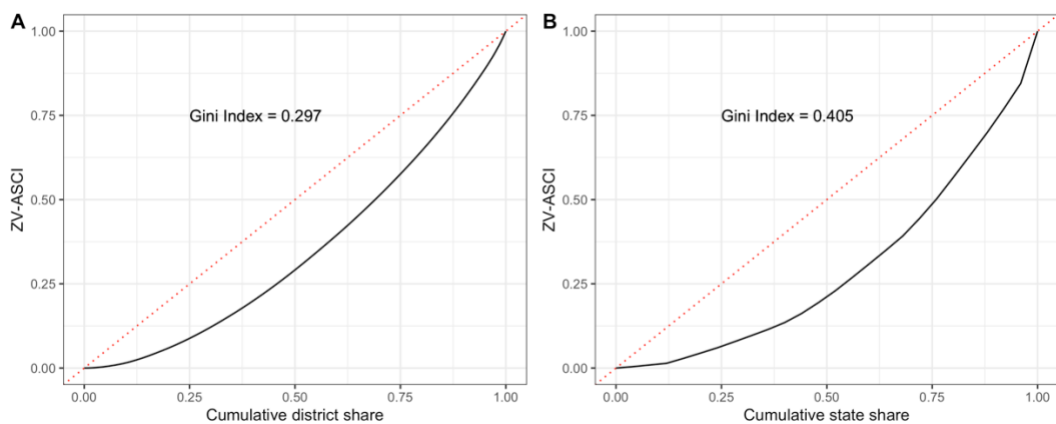 A
ZV-ASCI
1.00
0.75
0.50
0.25
0.00
Gini Index = 0.297
0.00 0.25 0.50 0.75 1.00
Cumulative district share
B
ZV-ASCI
1.00
0.75
0.50
0.25
0.00
Gini Index = 0.405
0.00 0.25 0.50 0.75 1.00
Cumulative state share